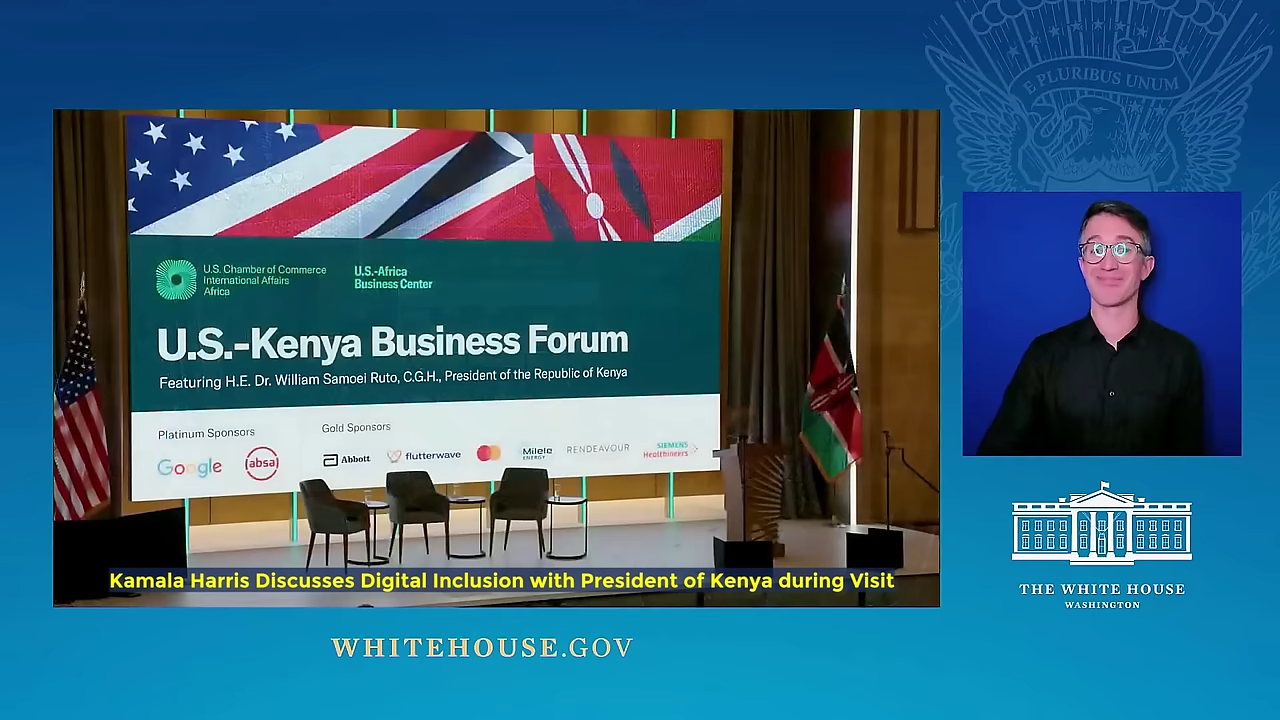 E PLURIBUS UNUM
U.S. Chamber of Commerce
International Affairs
Africa
U.S.-Africa
Business Center
U.S.-Kenya Business Forum
Featuring H.E. Dr. William Samoei Ruto, C.G.H., President of the Republic of Kenya
Platinum Sponsors
Gold Sponsors
Google
(absa)
Abbott
flutterwave
Milele
ENERGY
RENDEAVOUR
SIEMENS
Healthineers
Kamala Harris Discusses Digital Inclusion with President of Kenya during Visit
WHITEHOUSE.GOV
THE WHITE HOUSE
WASHINGTON